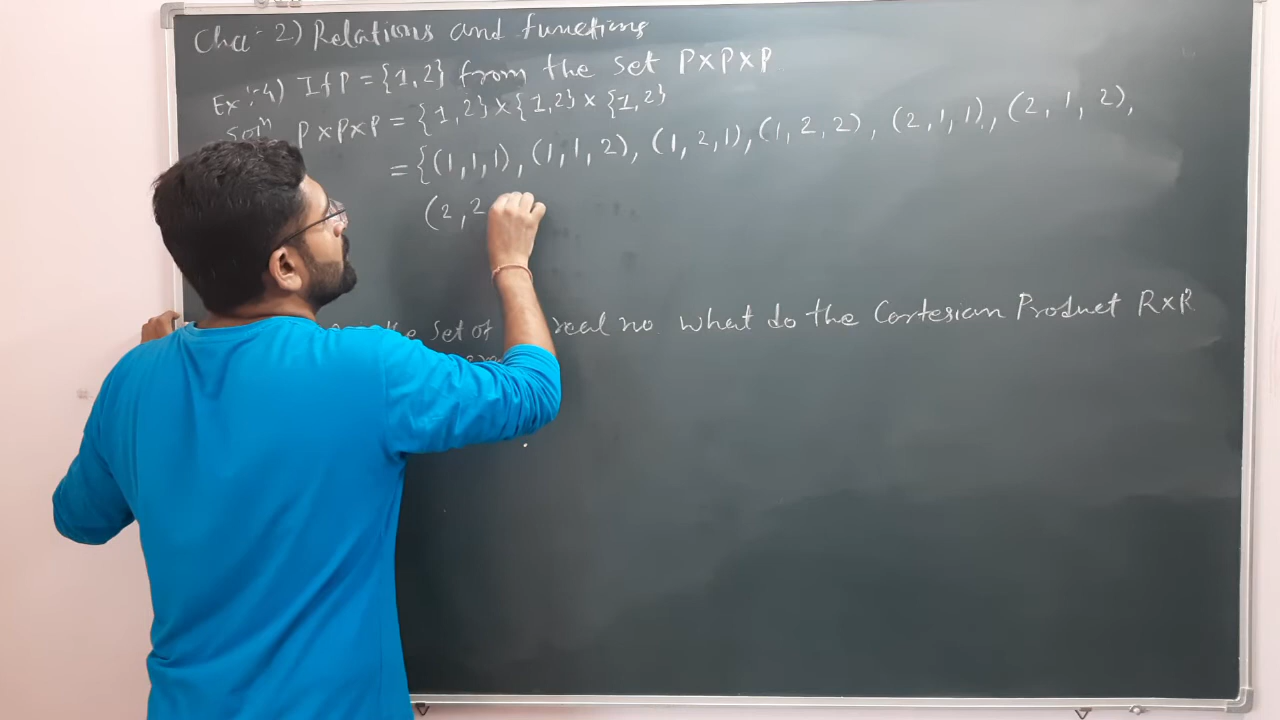 Cha - 2) Relations and functions
Ex :- 4) If P = {1,2} from the set P×P×P
Soln P×P×P = {1,2} × {1,2} × {1,2}
= {(1,1,1), (1,1,2), (1,2,1), (1,2,2), (2,1,1), (2,1,2),
(2,2
the set of real no what do the Cartesian Product R×R